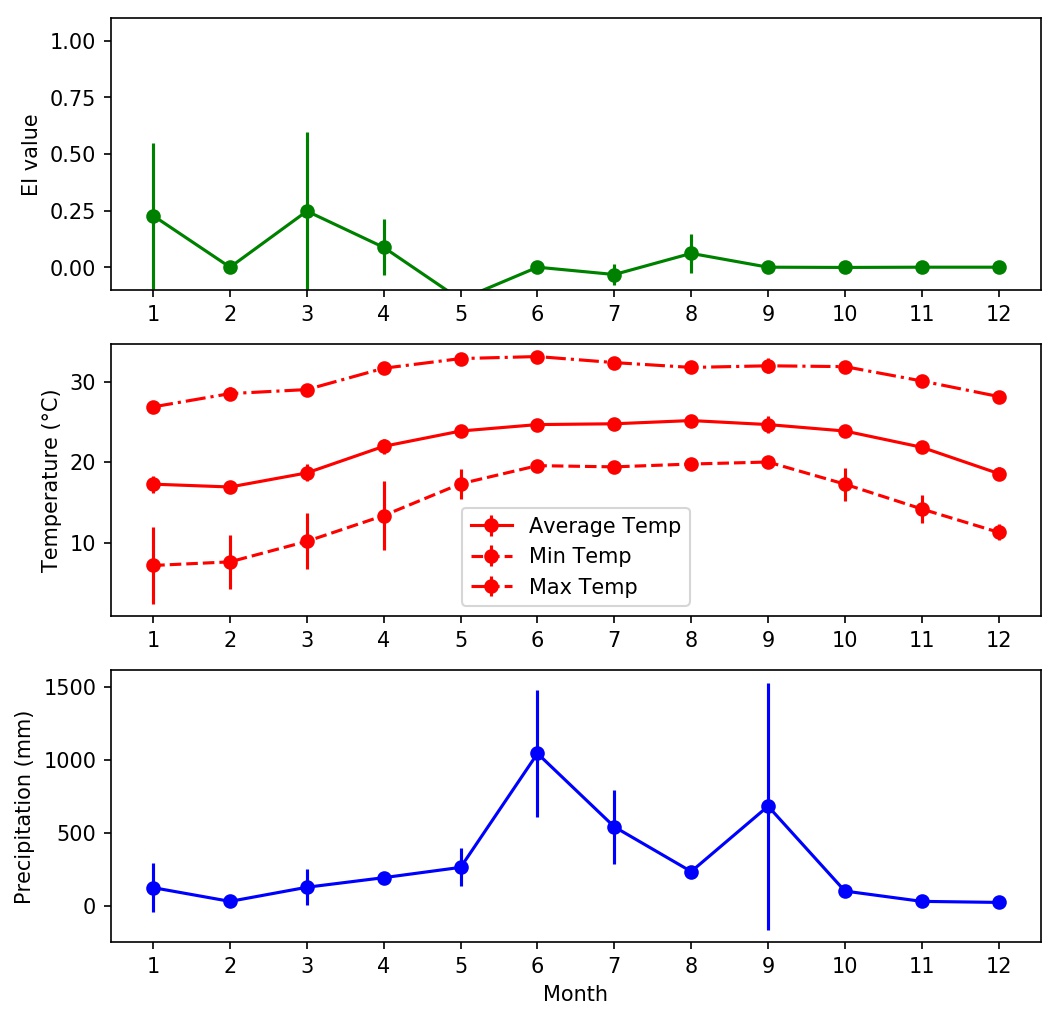 1.00
0.75
0.50
0.25
0.00
EI value
1 2 3 4 5 6 7 8 9 10 11 12
30
20
10
Temperature (°C)
Average Temp
Min Temp
Max Temp
1 2 3 4 5 6 7 8 9 10 11 12
1500
1000
500
0
Precipitation (mm)
1 2 3 4 5 6 7 8 9 10 11 12
Month